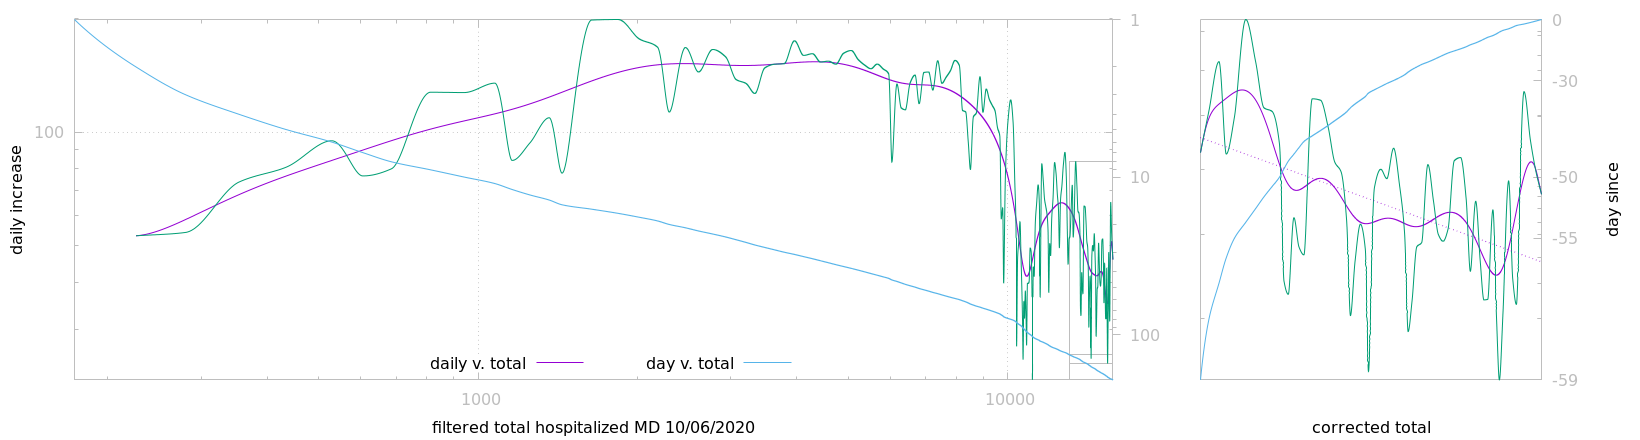 daily increase
100
1
10
100
daily v. total
day v. total
1000
10000
filtered total hospitalized MD 10/06/2020
0
-30
-50
-55
-59
day since
corrected total